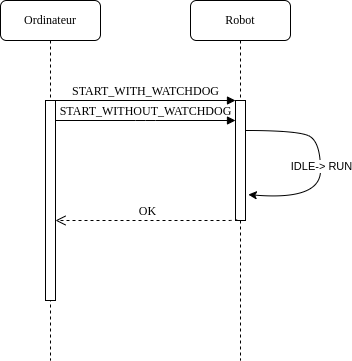 Ordinateur
Robot
START_WITH_WATCHDOG
START_WITHOUT_WATCHDOG
IDLE-> RUN
OK